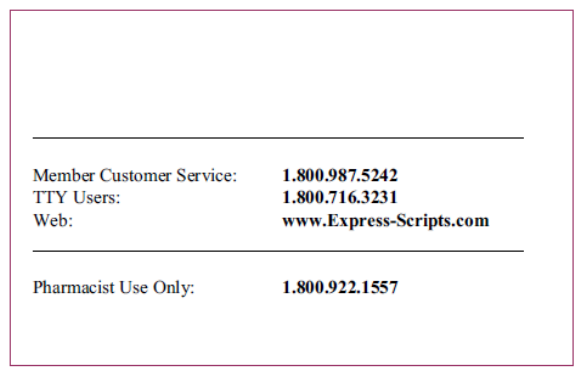 Member Customer Service: 1.800.987.5242
TTY Users: 1.800.716.3231
Web: www.Express-Scripts.com
Pharmacist Use Only: 1.800.922.1557